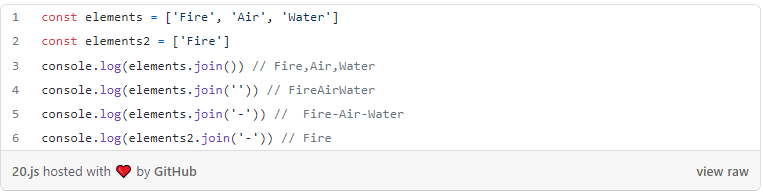 1 const elements = ['Fire', 'Air', 'Water']
2 const elements2 = ['Fire']
3 console.log(elements.join()) // Fire,Air,Water
4 console.log(elements.join('')) // FireAirWater
5 console.log(elements.join('-')) //  Fire-Air-Water
6 console.log(elements2.join('-')) // Fire
20.js hosted with ❤ by GitHub view raw